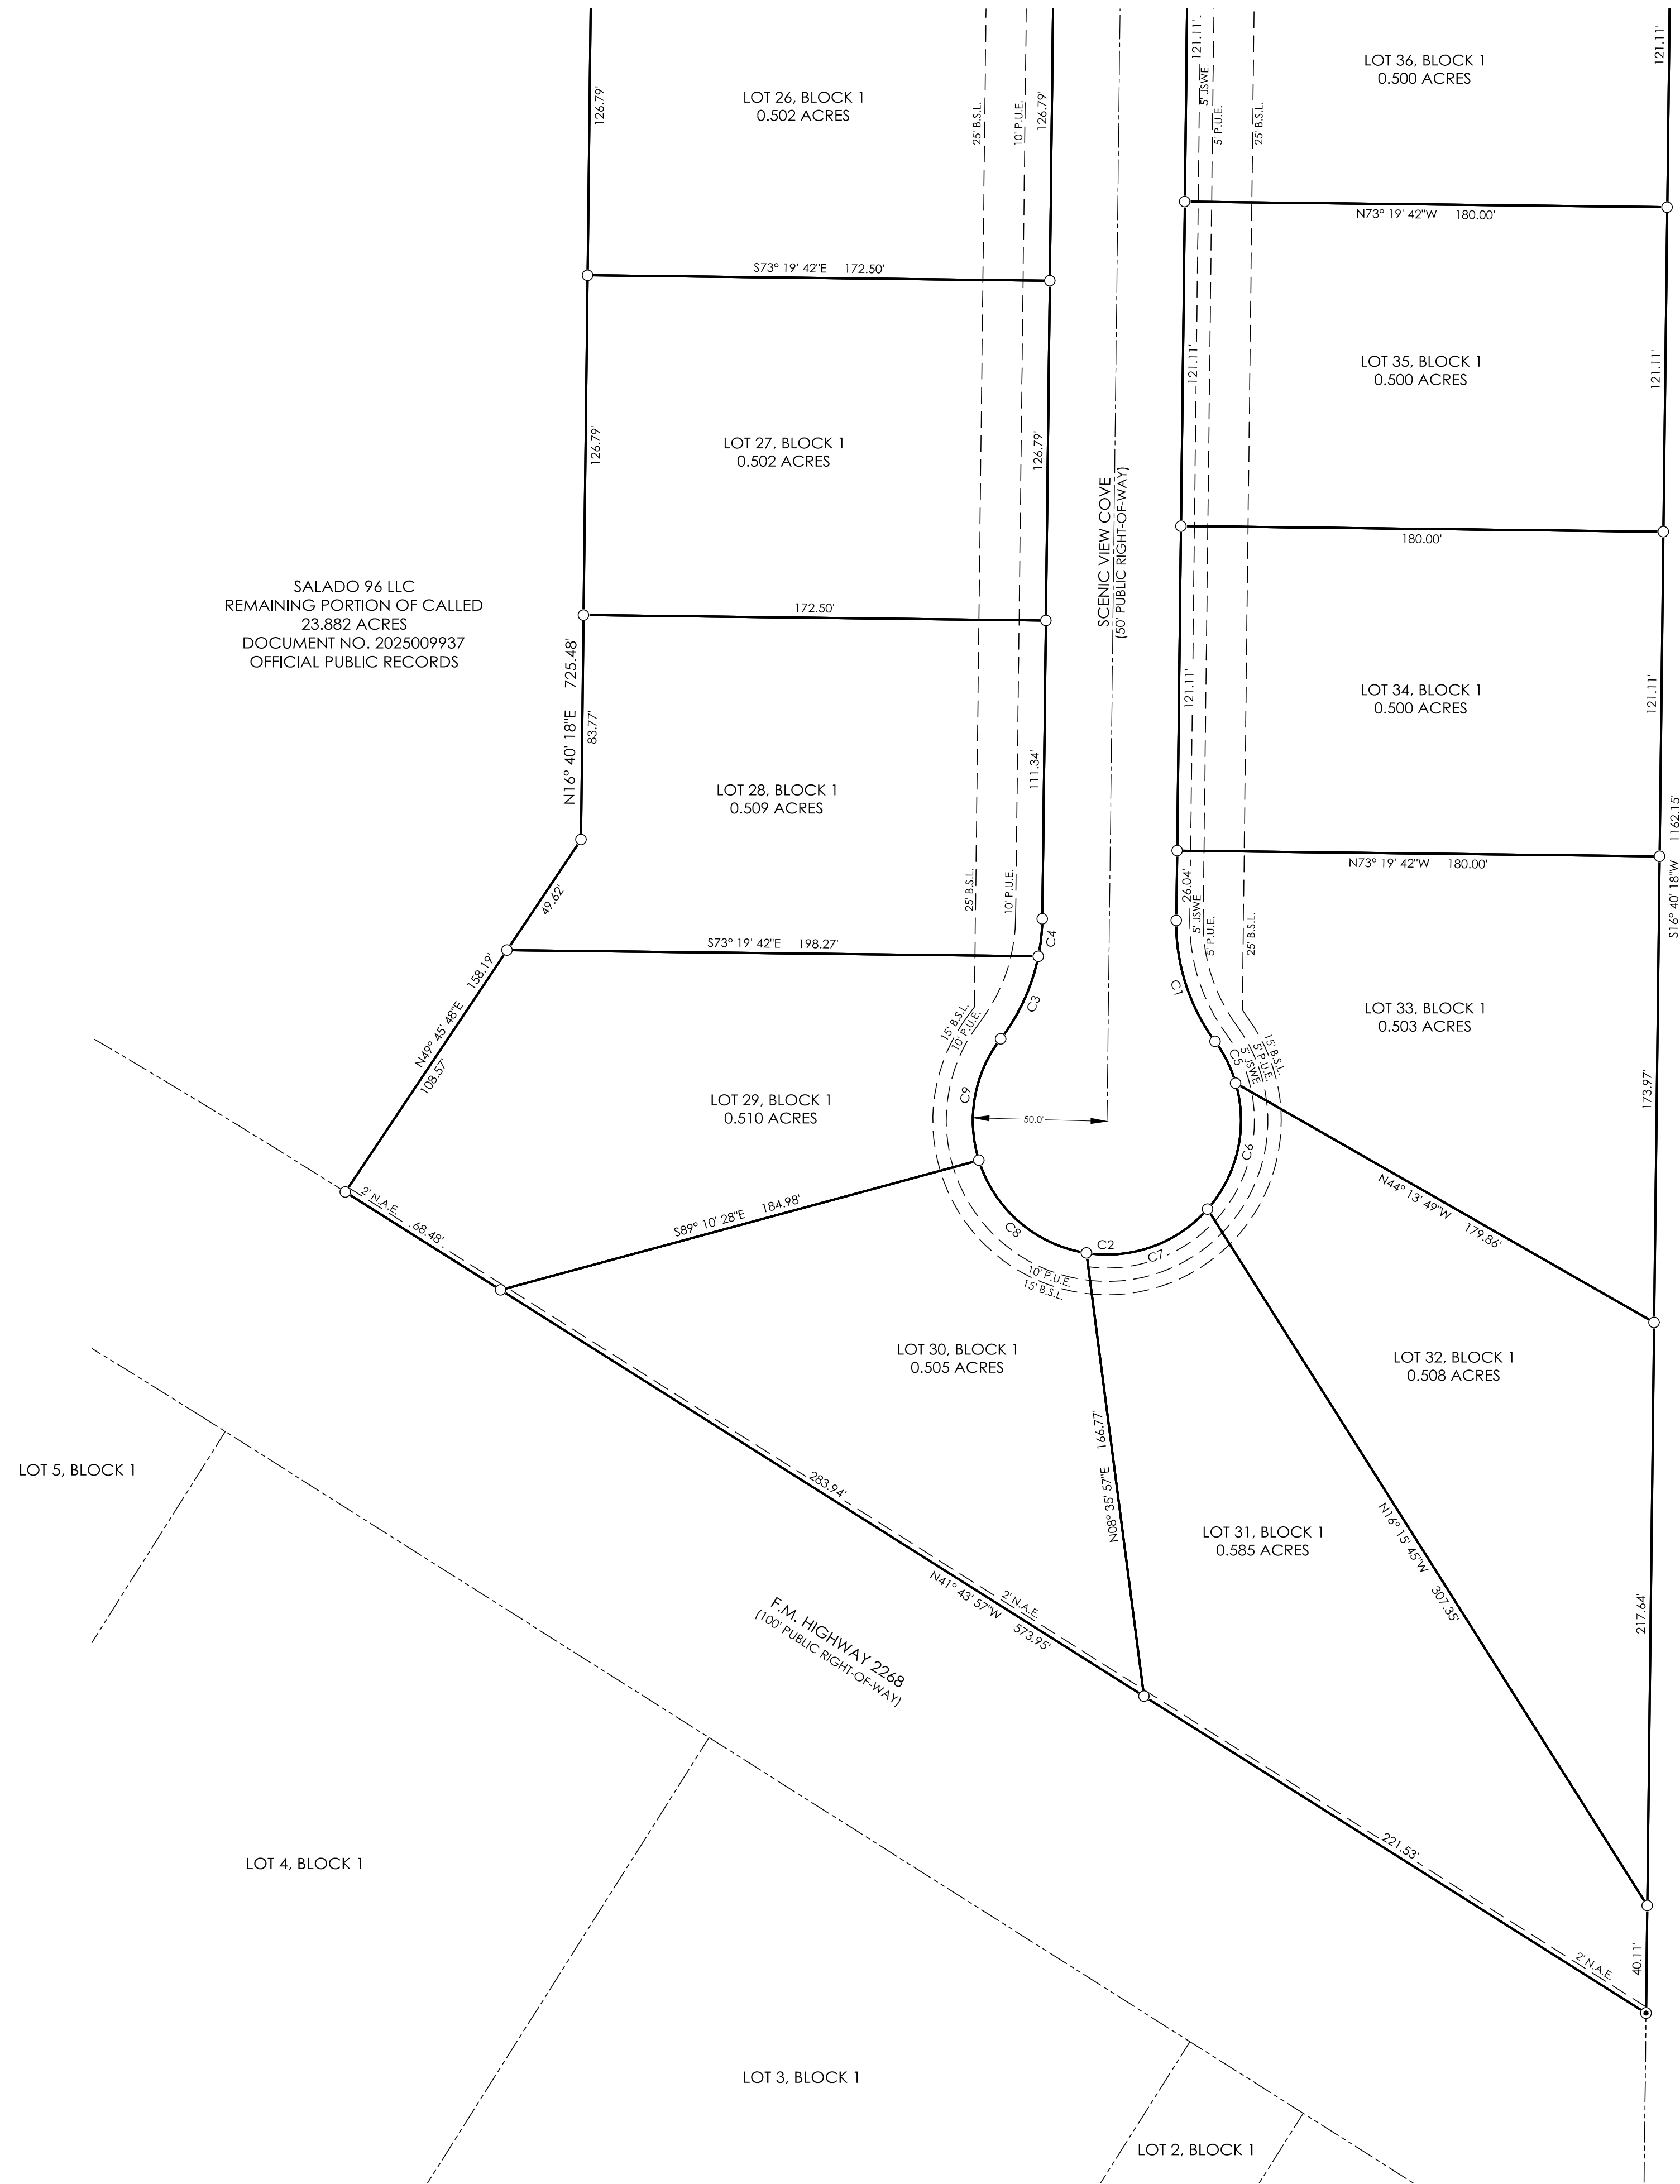 LOT 26, BLOCK 1
0.502 ACRES
126.79'
126.79'
25' B.S.L.
10' P.U.E.
121.11'
5' JSWE
5' P.U.E.
25' B.S.L.
LOT 36, BLOCK 1
0.500 ACRES
121.11'
N73° 19' 42"W 180.00'
S73° 19' 42"E 172.50'
LOT 27, BLOCK 1
0.502 ACRES
126.79'
126.79'
SCENIC VIEW COVE
(50' PUBLIC RIGHT-OF-WAY)
121.11'
LOT 35, BLOCK 1
0.500 ACRES
121.11'
180.00'
SALADO 96 LLC
REMAINING PORTION OF CALLED
23.882 ACRES
DOCUMENT NO. 2025009937
OFFICIAL PUBLIC RECORDS
172.50'
N16° 40' 18"E 725.48'
83.77'
LOT 28, BLOCK 1
0.509 ACRES
111.34'
121.11'
LOT 34, BLOCK 1
0.500 ACRES
121.11'
N73° 19' 42"W 180.00'
S16° 40' 18"W 1162.15'
49.62'
25' B.S.L.
10' P.U.E.
C4
26.04'
5' JSWE
5' P.U.E.
25' B.S.L.
S73° 19' 42"E 198.27'
N49° 45' 48"E 158.19'
108.57'
C3
C1
LOT 33, BLOCK 1
0.503 ACRES
15' B.S.L.
10' P.U.E.
C5
5' JSWE
5' P.U.E.
15' B.S.L.
173.97'
LOT 29, BLOCK 1
0.510 ACRES
C9
50.0'
C6
N44° 13' 49"W 179.86'
2' N.A.E.
68.48'
S89° 10' 28"E 184.98'
C8
C2
C7
10' P.U.E.
15' B.S.L.
LOT 30, BLOCK 1
0.505 ACRES
LOT 32, BLOCK 1
0.508 ACRES
N08° 35' 57"E 166.77'
LOT 5, BLOCK 1
283.94'
LOT 31, BLOCK 1
0.585 ACRES
N16° 15' 45"W 307.35'
217.64'
N41° 43' 57"W 573.95'
2' N.A.E.
F.M. HIGHWAY 2268
(100' PUBLIC RIGHT-OF-WAY)
221.53'
LOT 4, BLOCK 1
2' N.A.E.
40.11'
LOT 3, BLOCK 1
LOT 2, BLOCK 1